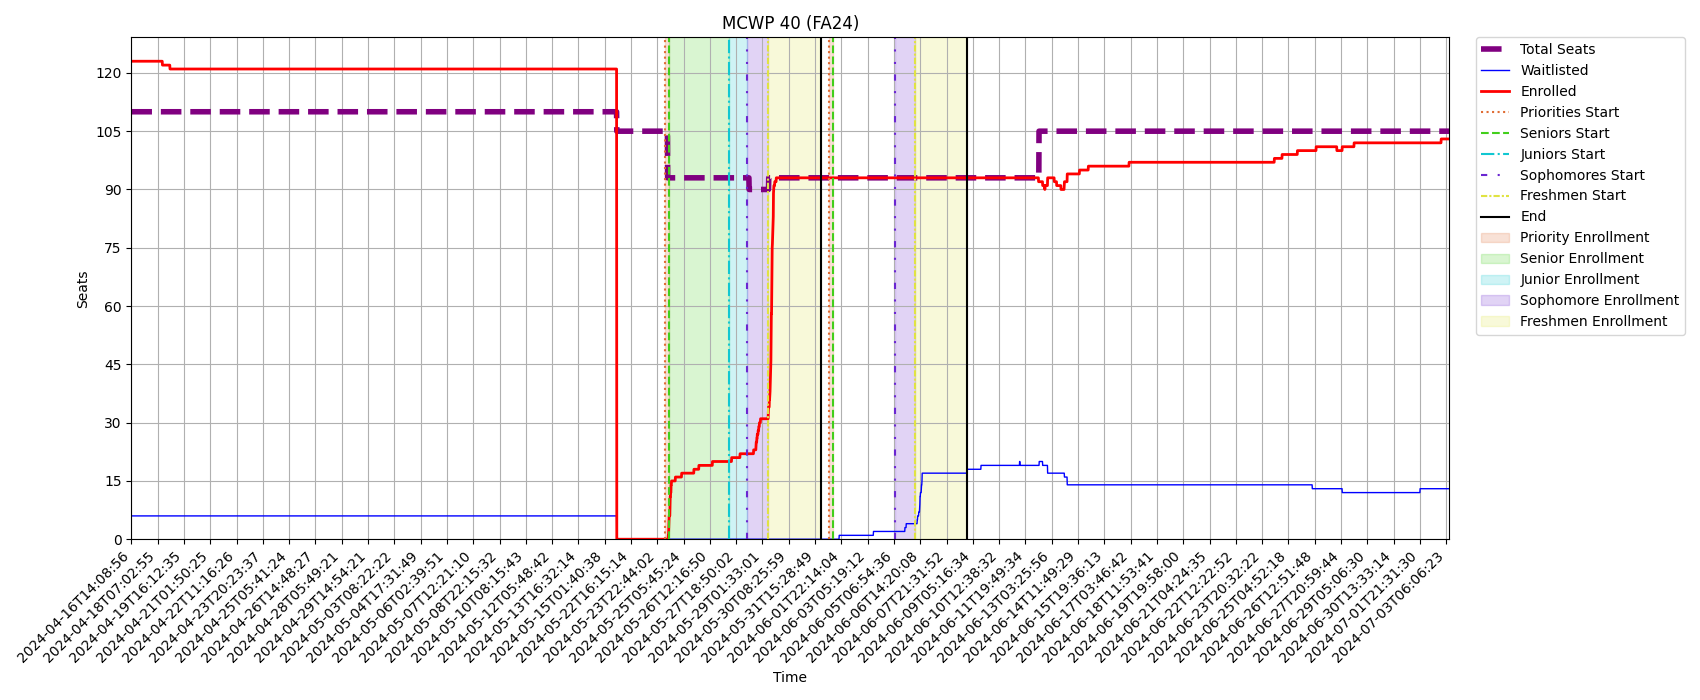 MCWP 40 (FA24)
Total Seats
Waitlisted
Enrolled
Priorities Start
Seniors Start
Juniors Start
Sophomores Start
Freshmen Start
End
Priority Enrollment
Senior Enrollment
Junior Enrollment
Sophomore Enrollment
Freshmen Enrollment
Seats
120
105
90
75
60
45
30
15
0
2024-04-16T14:08:56
2024-04-18T07:02:55
2024-04-19T16:12:35
2024-04-21T01:50:25
2024-04-22T11:16:26
2024-04-23T20:23:37
2024-04-25T05:41:24
2024-04-26T14:48:27
2024-04-28T05:49:21
2024-04-29T14:54:21
2024-05-03T08:22:22
2024-05-04T17:31:49
2024-05-06T02:39:51
2024-05-07T12:21:10
2024-05-08T22:15:32
2024-05-10T08:15:43
2024-05-12T05:48:42
2024-05-13T16:32:14
2024-05-15T01:40:38
2024-05-22T16:15:14
2024-05-23T22:44:02
2024-05-25T05:45:24
2024-05-26T12:16:50
2024-05-27T18:50:02
2024-05-29T01:33:01
2024-05-30T08:25:59
2024-05-31T15:28:49
2024-06-01T22:14:04
2024-06-03T05:19:12
2024-06-05T06:54:36
2024-06-06T14:20:08
2024-06-07T21:31:52
2024-06-09T05:16:34
2024-06-10T12:38:32
2024-06-11T19:49:34
2024-06-13T03:25:56
2024-06-14T11:49:29
2024-06-15T19:36:13
2024-06-17T03:46:42
2024-06-18T11:53:41
2024-06-19T19:58:00
2024-06-21T04:24:35
2024-06-22T12:22:52
2024-06-23T20:32:22
2024-06-25T04:52:18
2024-06-26T12:51:48
2024-06-27T20:59:44
2024-06-29T05:06:30
2024-06-30T13:33:14
2024-07-01T21:31:30
2024-07-03T06:06:23
Time